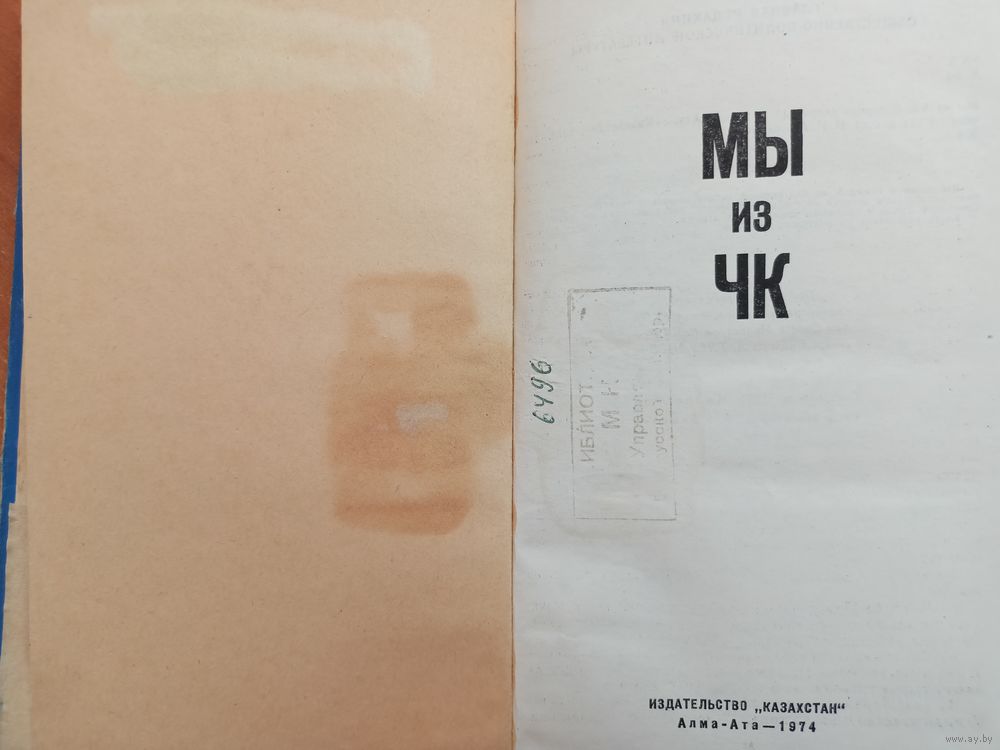 МЫ
ИЗ
ЧК
6496
ИЗДАТЕЛЬСТВО „КАЗАХСТАН“
Алма-Ата—1974
www.ay.by